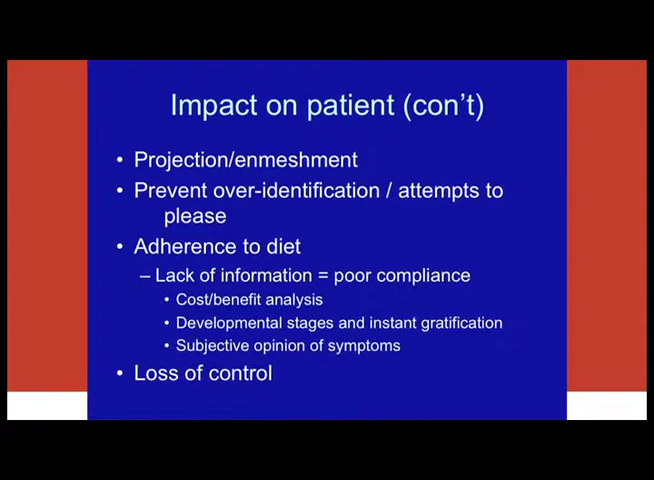 Impact on patient (con't)
• Projection/enmeshment
• Prevent over-identification / attempts to
please
• Adherence to diet
– Lack of information = poor compliance
• Cost/benefit analysis
• Developmental stages and instant gratification
• Subjective opinion of symptoms
• Loss of control